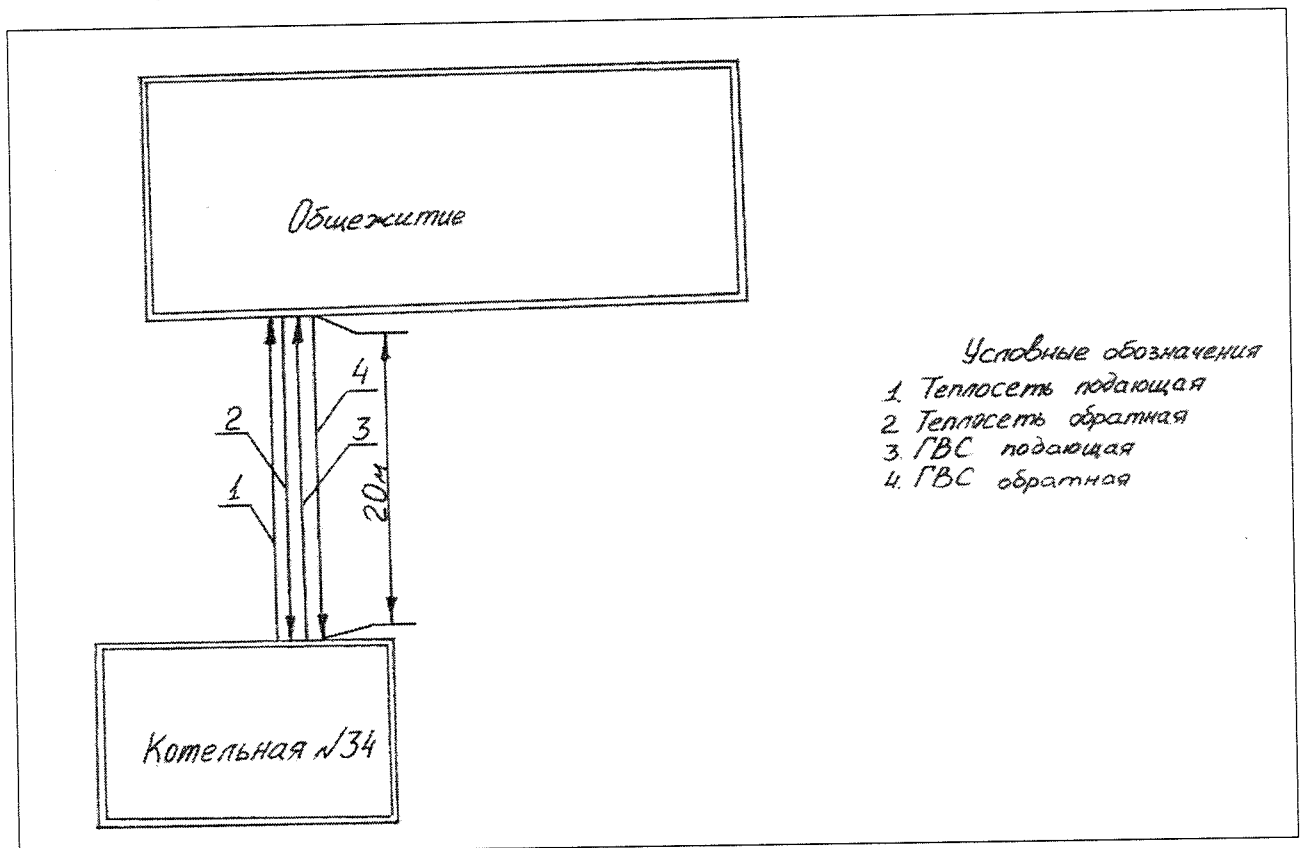 Общежитие
4
2
3
1
20м
Котельная №34
Условные обозначения
1. Теплосеть подающая
2 Теплосеть обратная
3. ГВС подающая
4. ГВС обратная